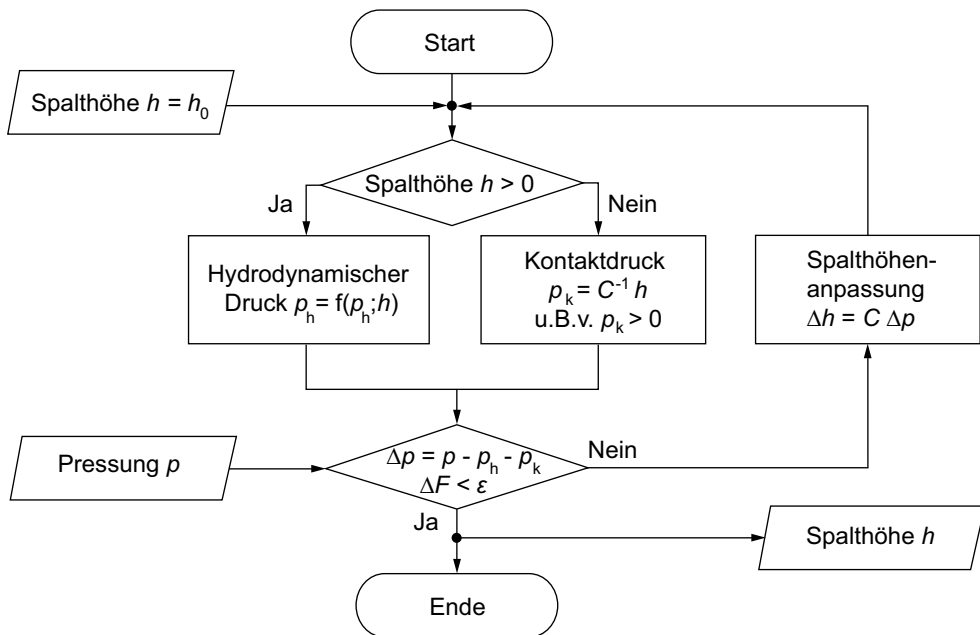 Start
Spalthöhe h = h₀
Spalthöhe h > 0
Ja
Nein
Hydrodynamischer
Druck pₕ = f(pₕ;h)
Kontaktdruck
pₖ = C⁻¹ h
u.B.v. pₖ > 0
Spalthöhen-
anpassung
Δh = C Δp
Pressung p
Δp = p - pₕ - pₖ
ΔF < ε
Nein
Ja
Spalthöhe h
Ende